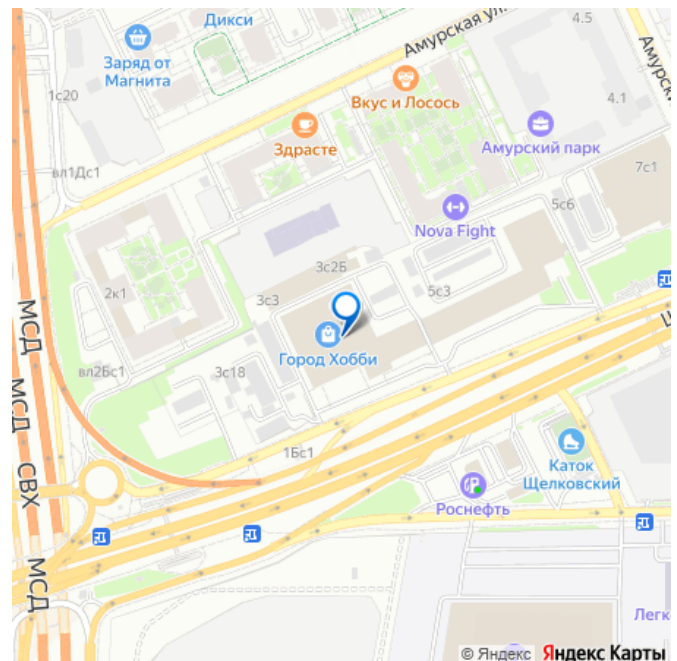 Дикси
4.5
Амурская ул.
Заряд от
Магнита
1с20
Вкус и Лосось
4.1
Здрасте
Амурский парк
вл1Дс1
7с1
5с6
Nova Fight
3с2Б
2к1
3с3
5с3
МСД
Город Хобби
вл2Бс1
3с18
МСД
1Бс1
СВХ
Каток
Щелковский
Роснефть
МСД
Легк
© Яндекс Яндекс Карты